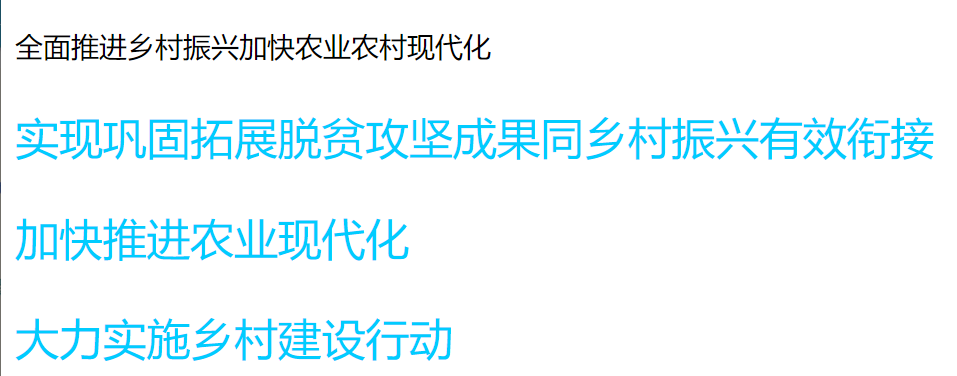 全面推进乡村振兴加快农业农村现代化
实现巩固拓展脱贫攻坚成果同乡村振兴有效衔接
加快推进农业现代化
大力实施乡村建设行动